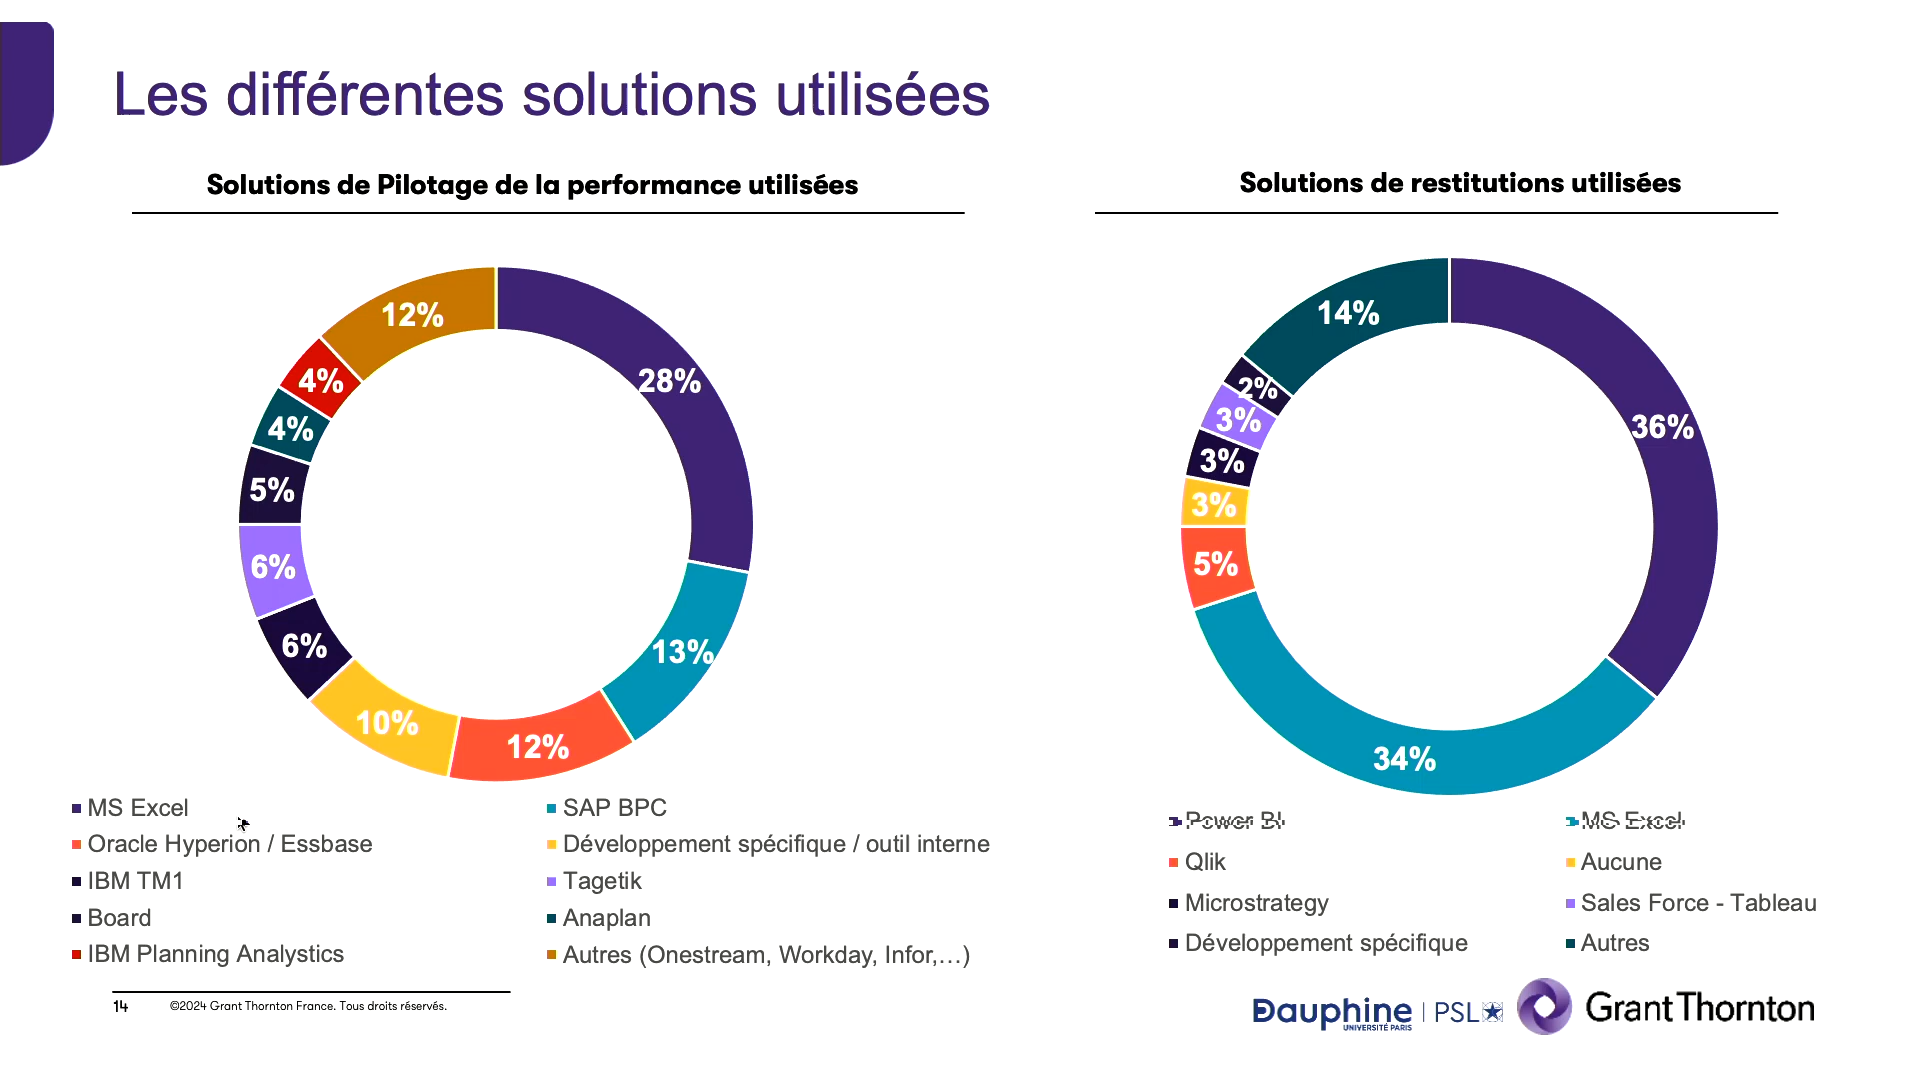 Les différentes solutions utilisées
Solutions de Pilotage de la performance utilisées
12%
28%
4%
4%
5%
6%
13%
6%
10%
12%
MS Excel
SAP BPC
Oracle Hyperion / Essbase
Développement spécifique / outil interne
IBM TM1
Tagetik
Board
Anaplan
IBM Planning Analystics
Autres (Onestream, Workday, Infor,…)
Solutions de restitutions utilisées
14%
2%
36%
3%
3%
3%
5%
34%
Power BI
MS Excel
Qlik
Aucune
Microstrategy
Sales Force - Tableau
Développement spécifique
Autres
14
©2024 Grant Thornton France. Tous droits réservés.
Dauphine | PSL
UNIVERSITÉ PARIS
Grant Thornton